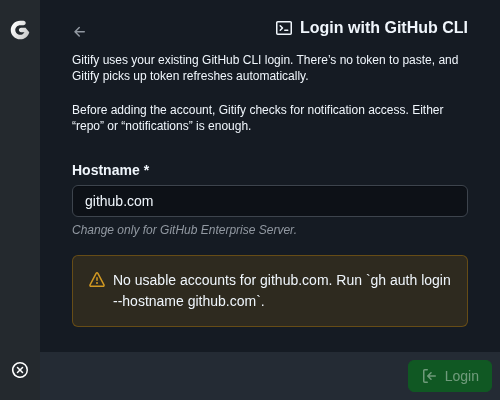 Login with GitHub CLI
Gitify uses your existing GitHub CLI login. There’s no token to paste, and
Gitify picks up token refreshes automatically.
Before adding the account, Gitify checks for notification access. Either
“repo” or “notifications” is enough.
Hostname *
github.com
Change only for GitHub Enterprise Server.
No usable accounts for github.com. Run `gh auth login
--hostname github.com`.
Login